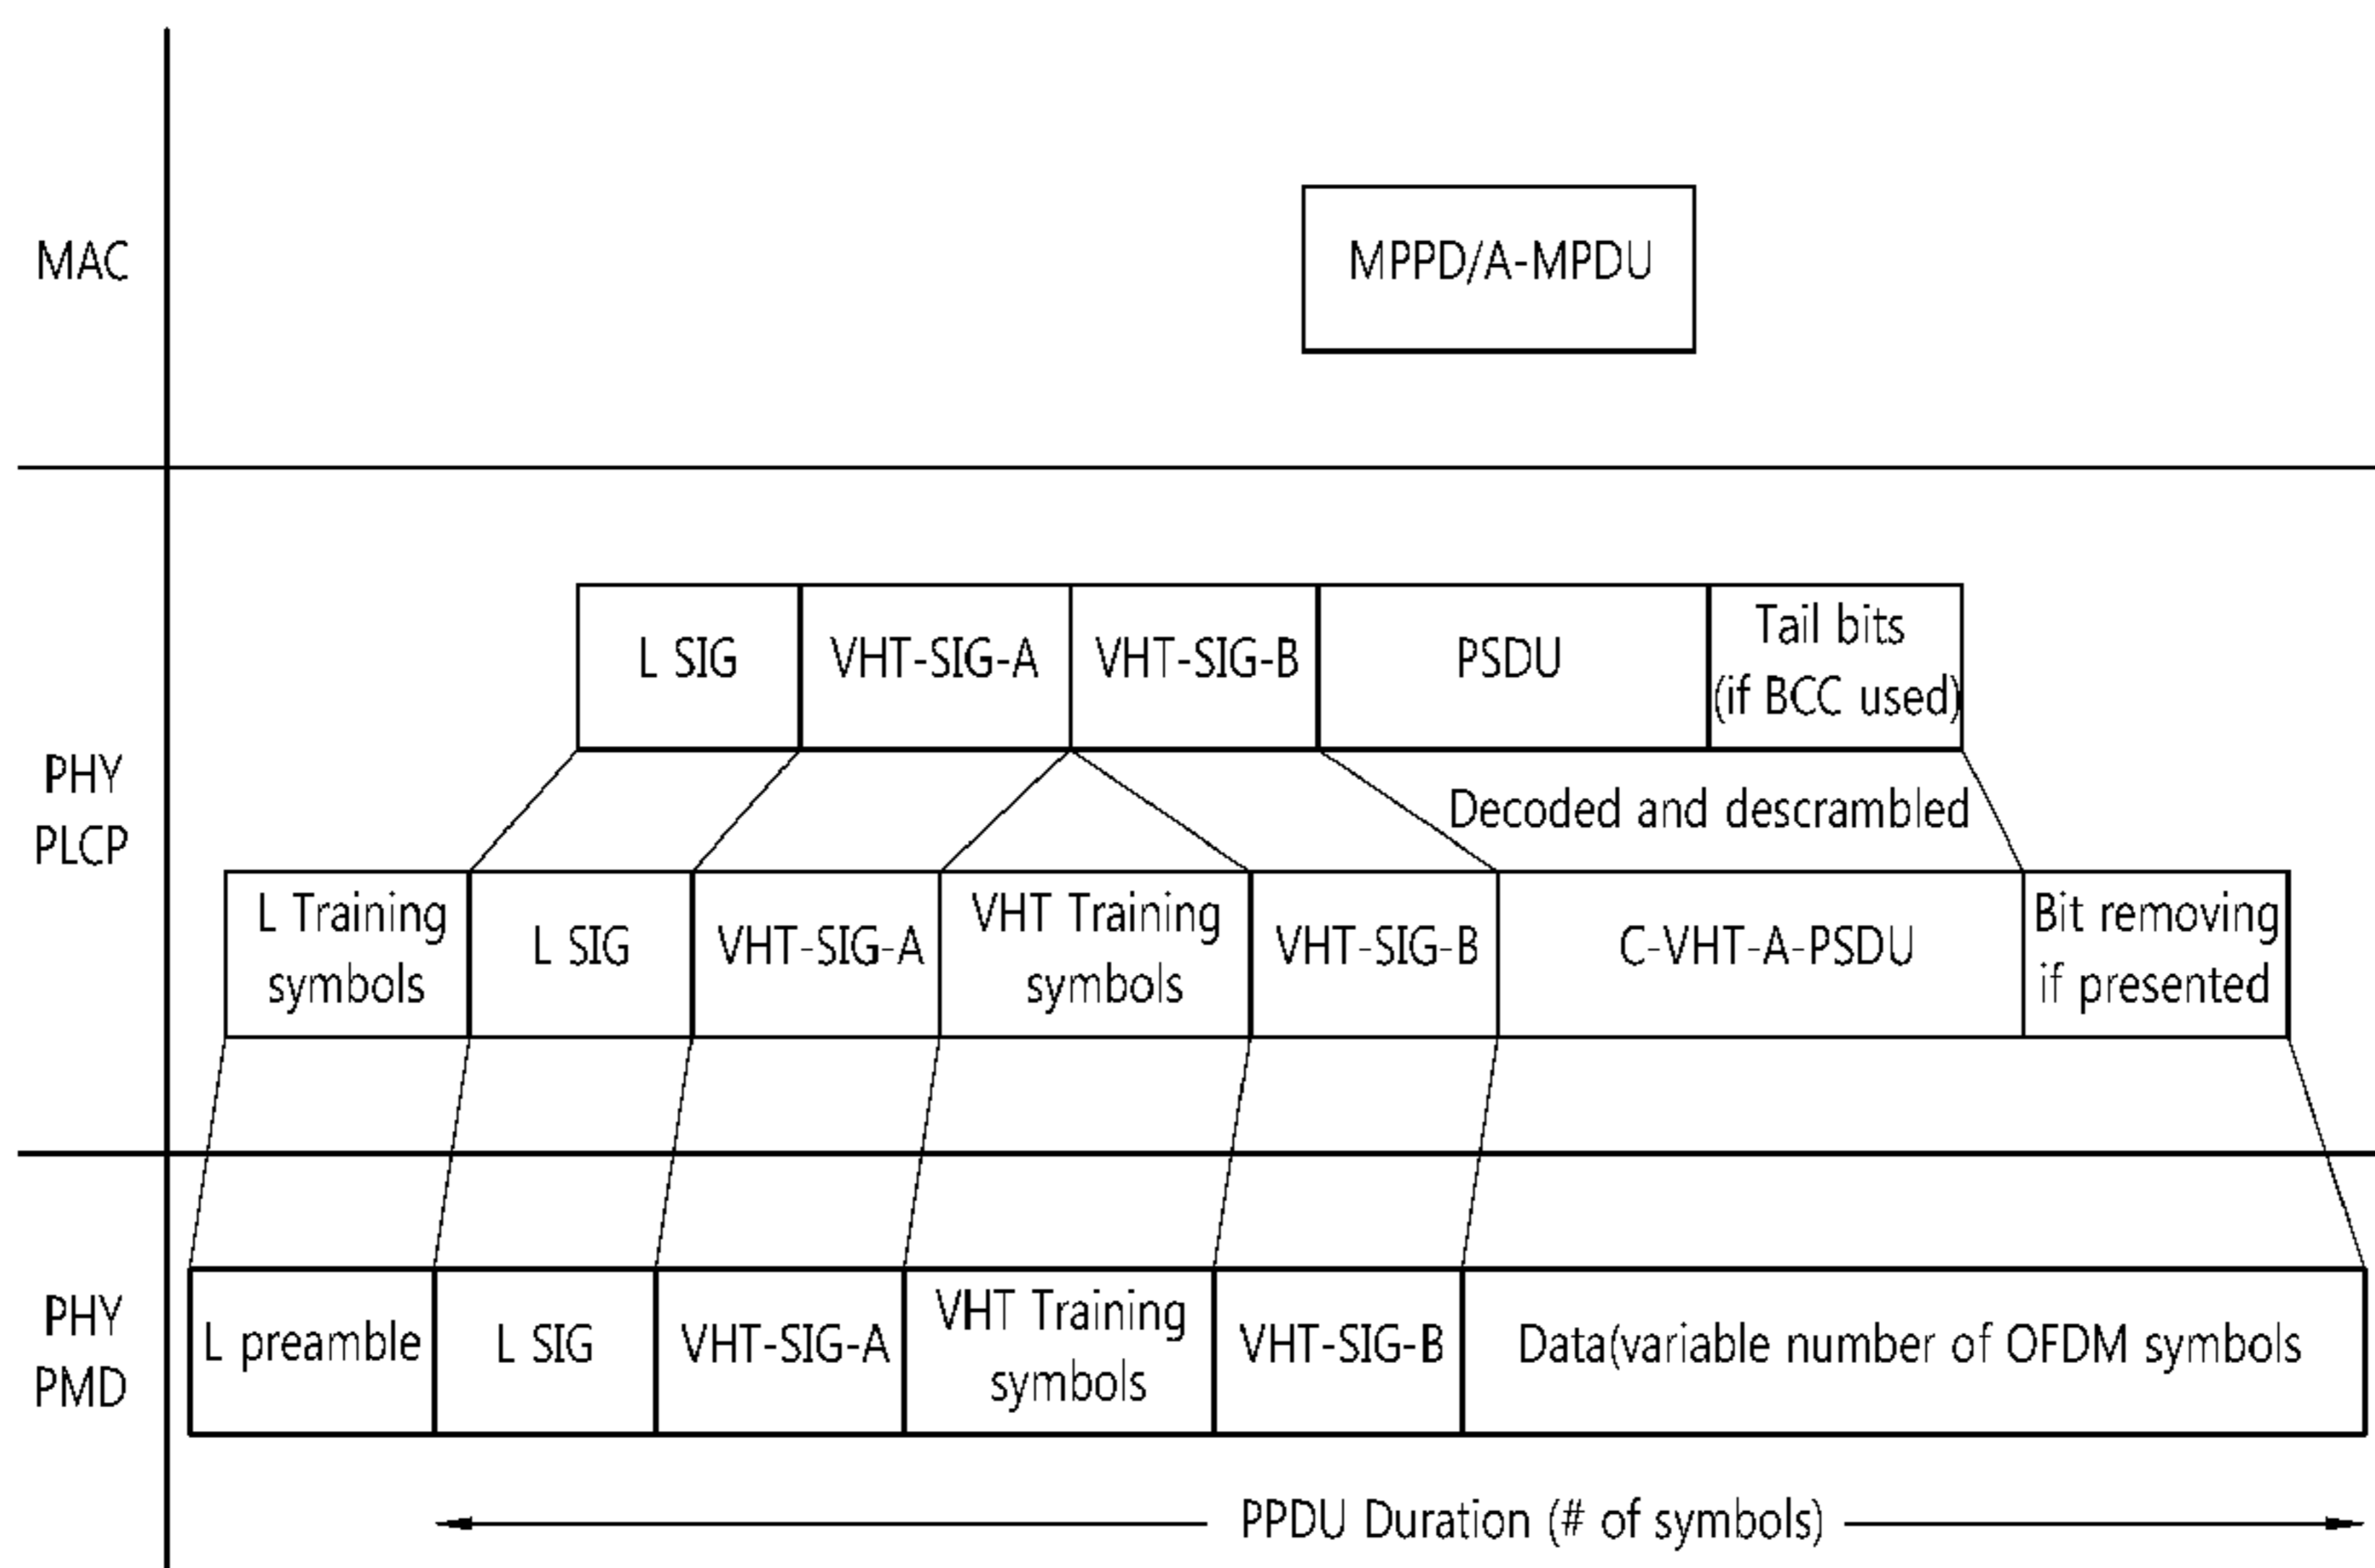 MAC
MPPD/A-MPDU
PHY
PLCP
L SIG
VHT-SIG-A
VHT-SIG-B
PSDU
Tail bits
(if BCC used)
Decoded and descrambled
L Training
symbols
L SIG
VHT-SIG-A
VHT Training
symbols
VHT-SIG-B
C-VHT-A-PSDU
Bit removing
if presented
PHY
PMD
L preamble
L SIG
VHT-SIG-A
VHT Training
symbols
VHT-SIG-B
Data(variable number of OFDM symbols
PPDU Duration (# of symbols)